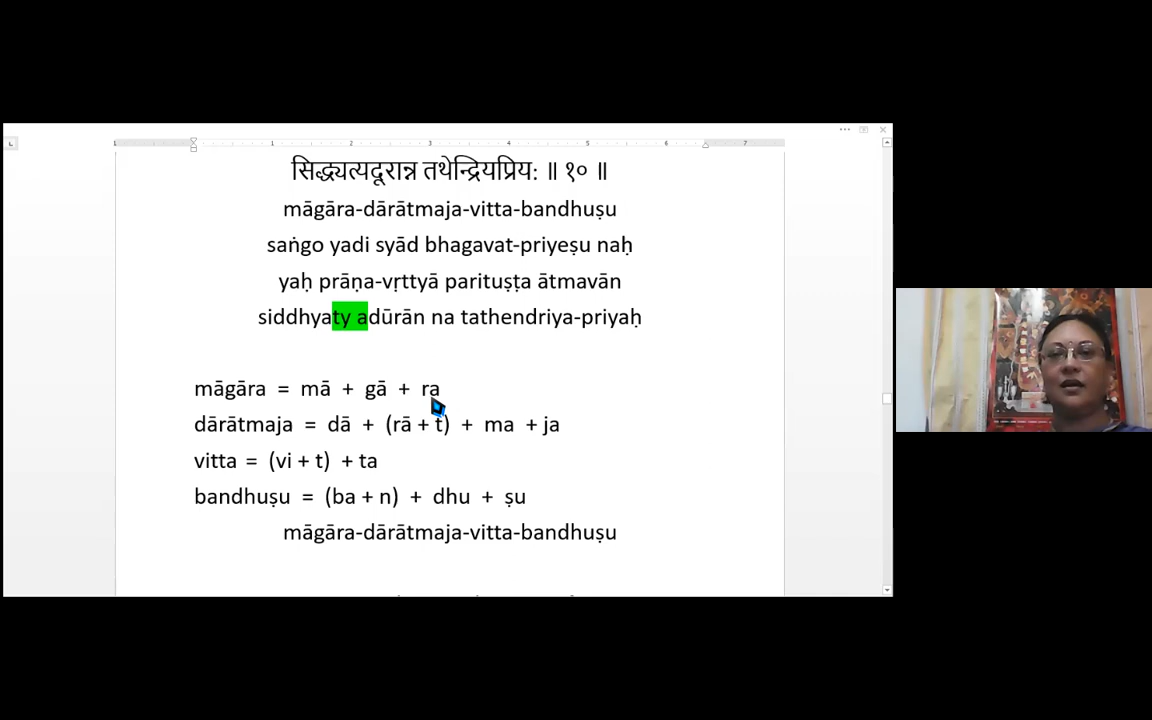 सिद्ध्यत्यदूरान्न तथेन्द्रियप्रिय: ॥ १० ॥
māgāra-dārātmaja-vitta-bandhuṣu
saṅgo yadi syād bhagavat-priyeṣu naḥ
yaḥ prāṇa-vṛttyā parituṣṭa ātmavān
siddhyaty adūrān na tathendriya-priyaḥ
māgāra = mā + gā + ra
dārātmaja = dā + (rā + t) + ma + ja
vitta = (vi + t) + ta
bandhuṣu = (ba + n) + dhu + ṣu
māgāra-dārātmaja-vitta-bandhuṣu